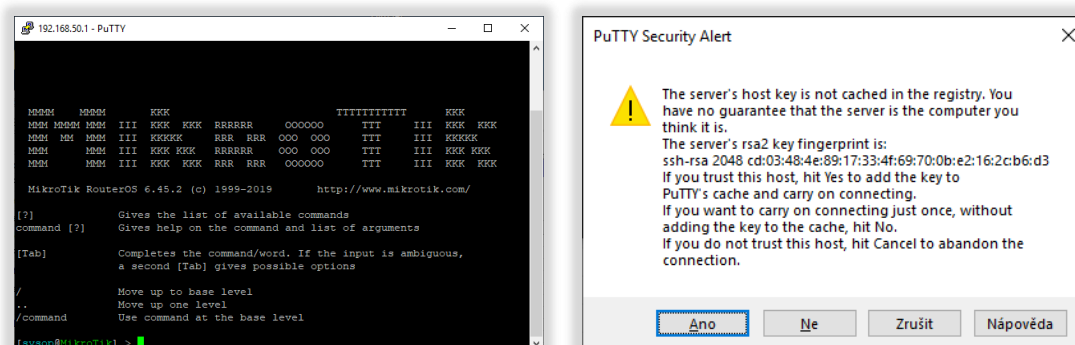 192.168.50.1 - PuTTY
MMMM    MMMM       KKK                          TTTTTTTTTTT      KKK
MMM MMMM MMM  III  KKK  KKK  RRRRRR     OOOOOO      TTT     III  KKK  KKK
MMM  MM  MMM  III  KKKKK     RRR  RRR  OOO  OOO     TTT     III  KKKKK
MMM      MMM  III  KKK KKK   RRRRRR    OOO  OOO     TTT     III  KKK KKK
MMM      MMM  III  KKK  KKK  RRR  RRR   OOOOOO      TTT     III  KKK  KKK
MikroTik RouterOS 6.45.2 (c) 1999-2019       http://www.mikrotik.com/
[?]             Gives the list of available commands
command [?]     Gives help on the command and list of arguments
[Tab]           Completes the command/word. If the input is ambiguous,
a second [Tab] gives possible options
/               Move up to base level
..              Move up one level
/command        Use command at the base level
[sysop@MikroTik] >
PuTTY Security Alert
The server's host key is not cached in the registry. You
have no guarantee that the server is the computer you
think it is.
The server's rsa2 key fingerprint is:
ssh-rsa 2048 cd:03:48:4e:89:17:33:4f:69:70:0b:e2:16:2c:b6:d3
If you trust this host, hit Yes to add the key to
PuTTY's cache and carry on connecting.
If you want to carry on connecting just once, without
adding the key to the cache, hit No.
If you do not trust this host, hit Cancel to abandon the
connection.
Ano Ne Zrušit Nápověda